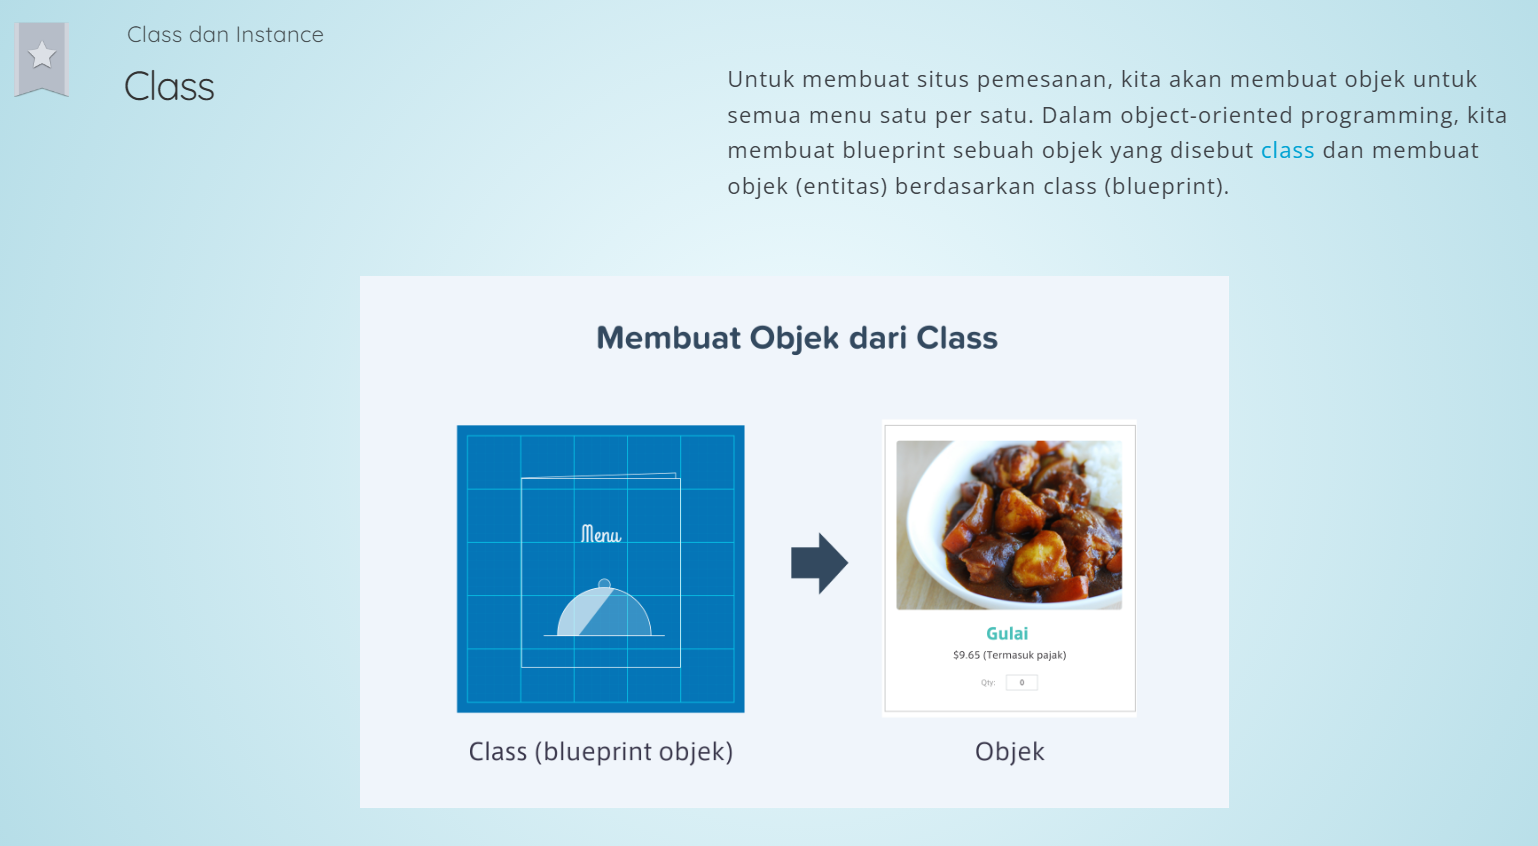 Class dan Instance
Class
Untuk membuat situs pemesanan, kita akan membuat objek untuk
semua menu satu per satu. Dalam object-oriented programming, kita
membuat blueprint sebuah objek yang disebut class dan membuat
objek (entitas) berdasarkan class (blueprint).
Membuat Objek dari Class
Menu
Gulai
$9.65 (Termasuk pajak)
Qty: 0
Class (blueprint objek)
Objek